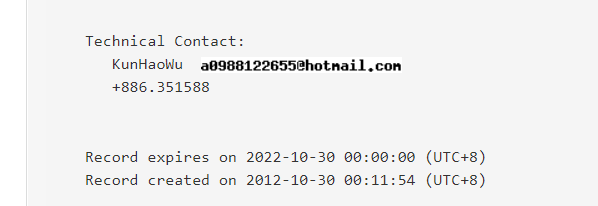 Technical Contact:
KunHaoWu a0988122655@hotmail.com
+886.351588
Record expires on 2022-10-30 00:00:00 (UTC+8)
Record created on 2012-10-30 00:11:54 (UTC+8)